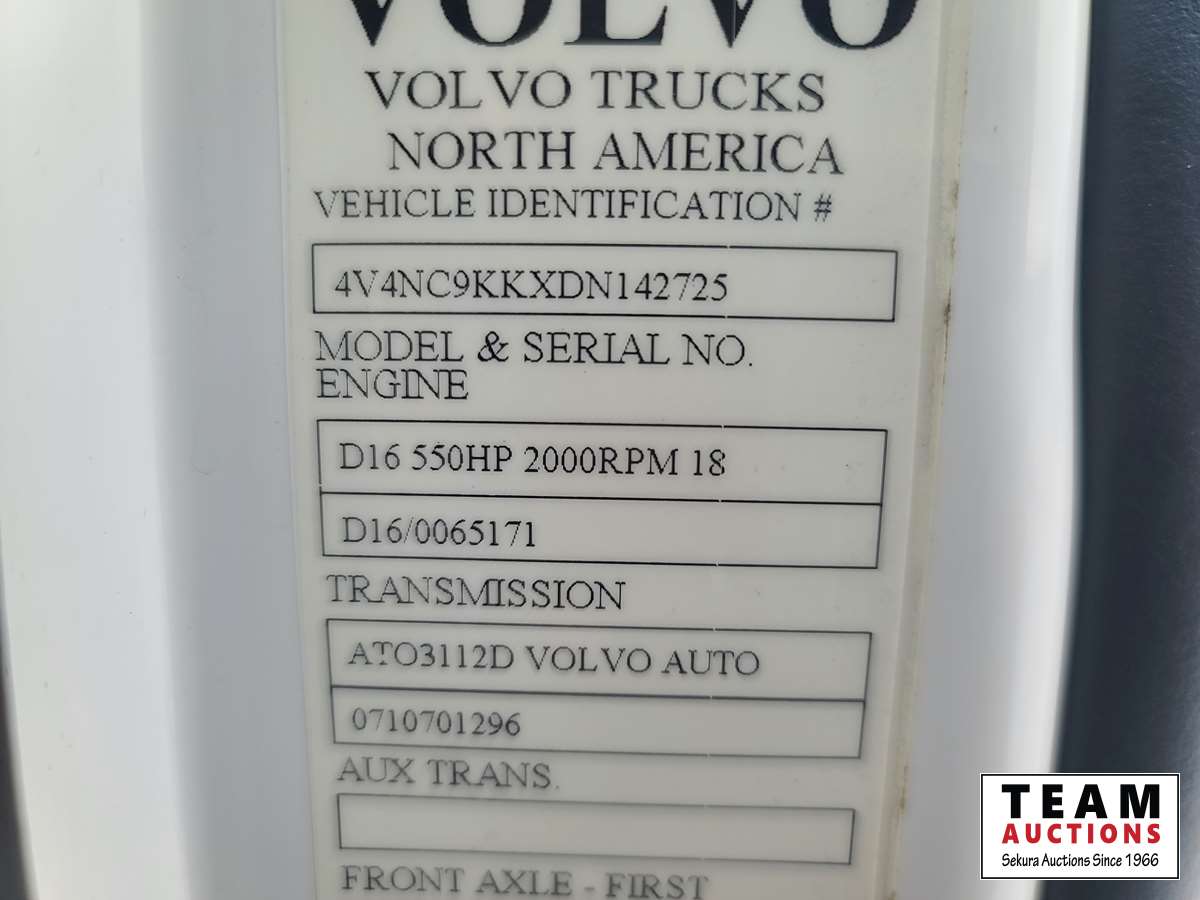 VOLVO
VOLVO TRUCKS
NORTH AMERICA
VEHICLE IDENTIFICATION #
4V4NC9KKXDN142725
MODEL & SERIAL NO.
ENGINE
D16 550HP 2000RPM 18
D16/0065171
TRANSMISSION
ATO3112D VOLVO AUTO
0710701296
AUX TRANS.
FRONT AXLE - FIRST
TEAM
AUCTIONS
Sekura Auctions Since 1966